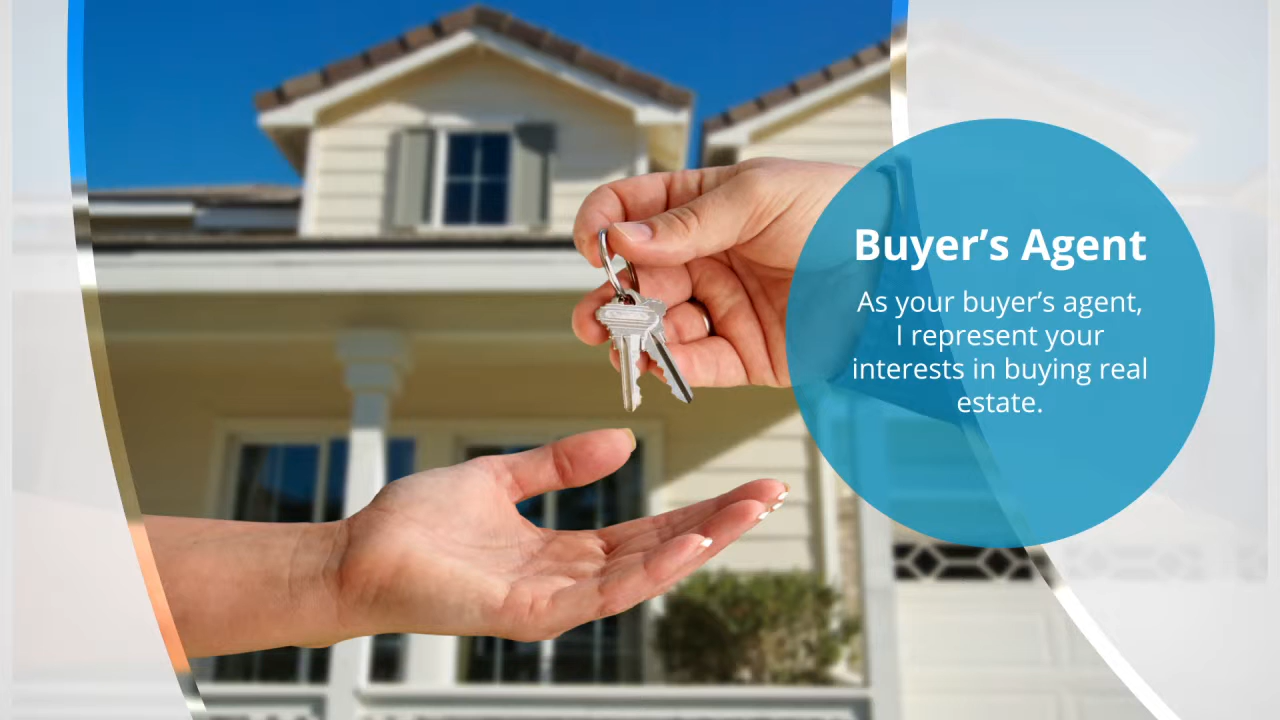 Buyer’s Agent
As your buyer’s agent,
I represent your
interests in buying real
estate.